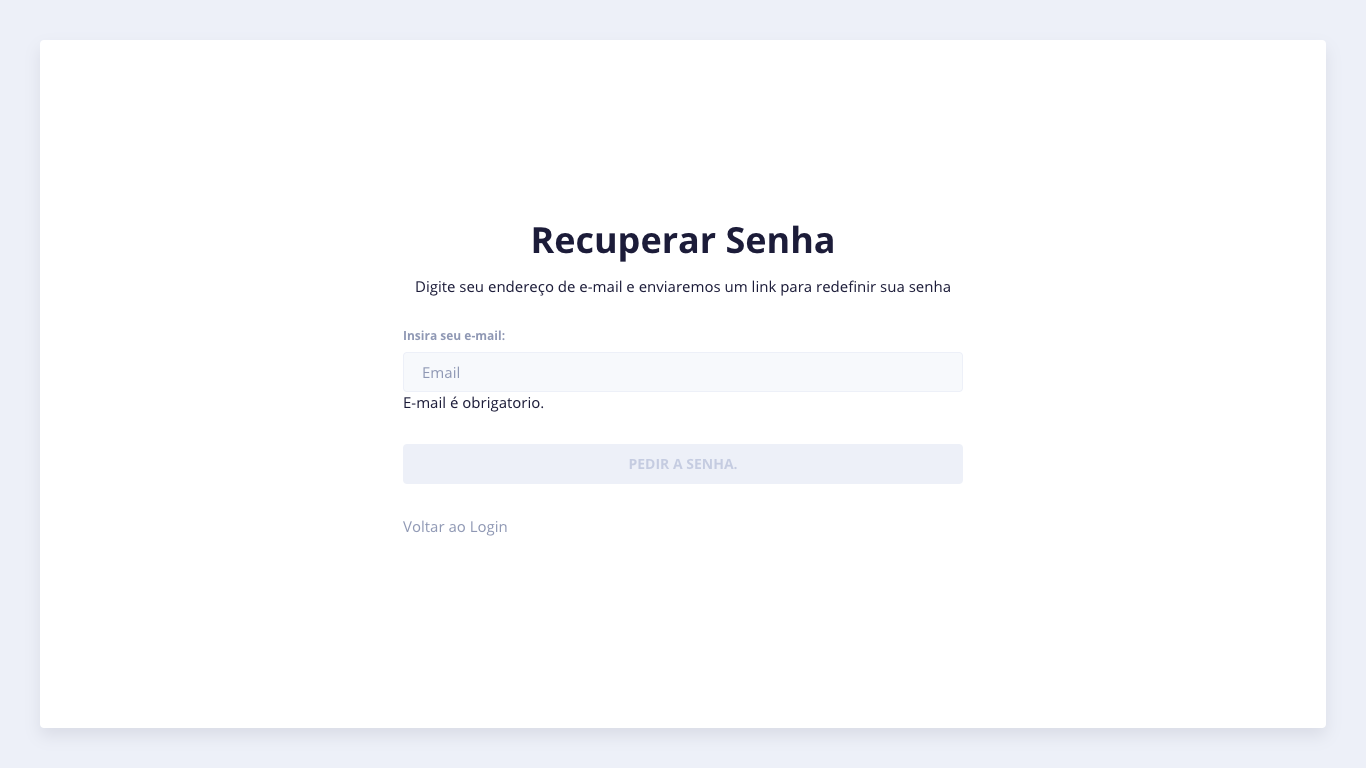 Recuperar Senha
Digite seu endereço de e-mail e enviaremos um link para redefinir sua senha
Insira seu e-mail:
Email
E-mail é obrigatorio.
PEDIR A SENHA.
Voltar ao Login